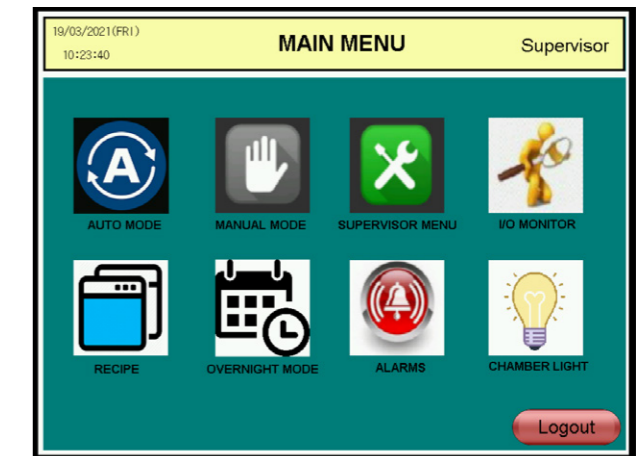 19/03/2021(FRI)
10:23:40
MAIN MENU
Supervisor
A
AUTO MODE
MANUAL MODE
SUPERVISOR MENU
I/O MONITOR
RECIPE
OVERNIGHT MODE
ALARMS
CHAMBER LIGHT
Logout